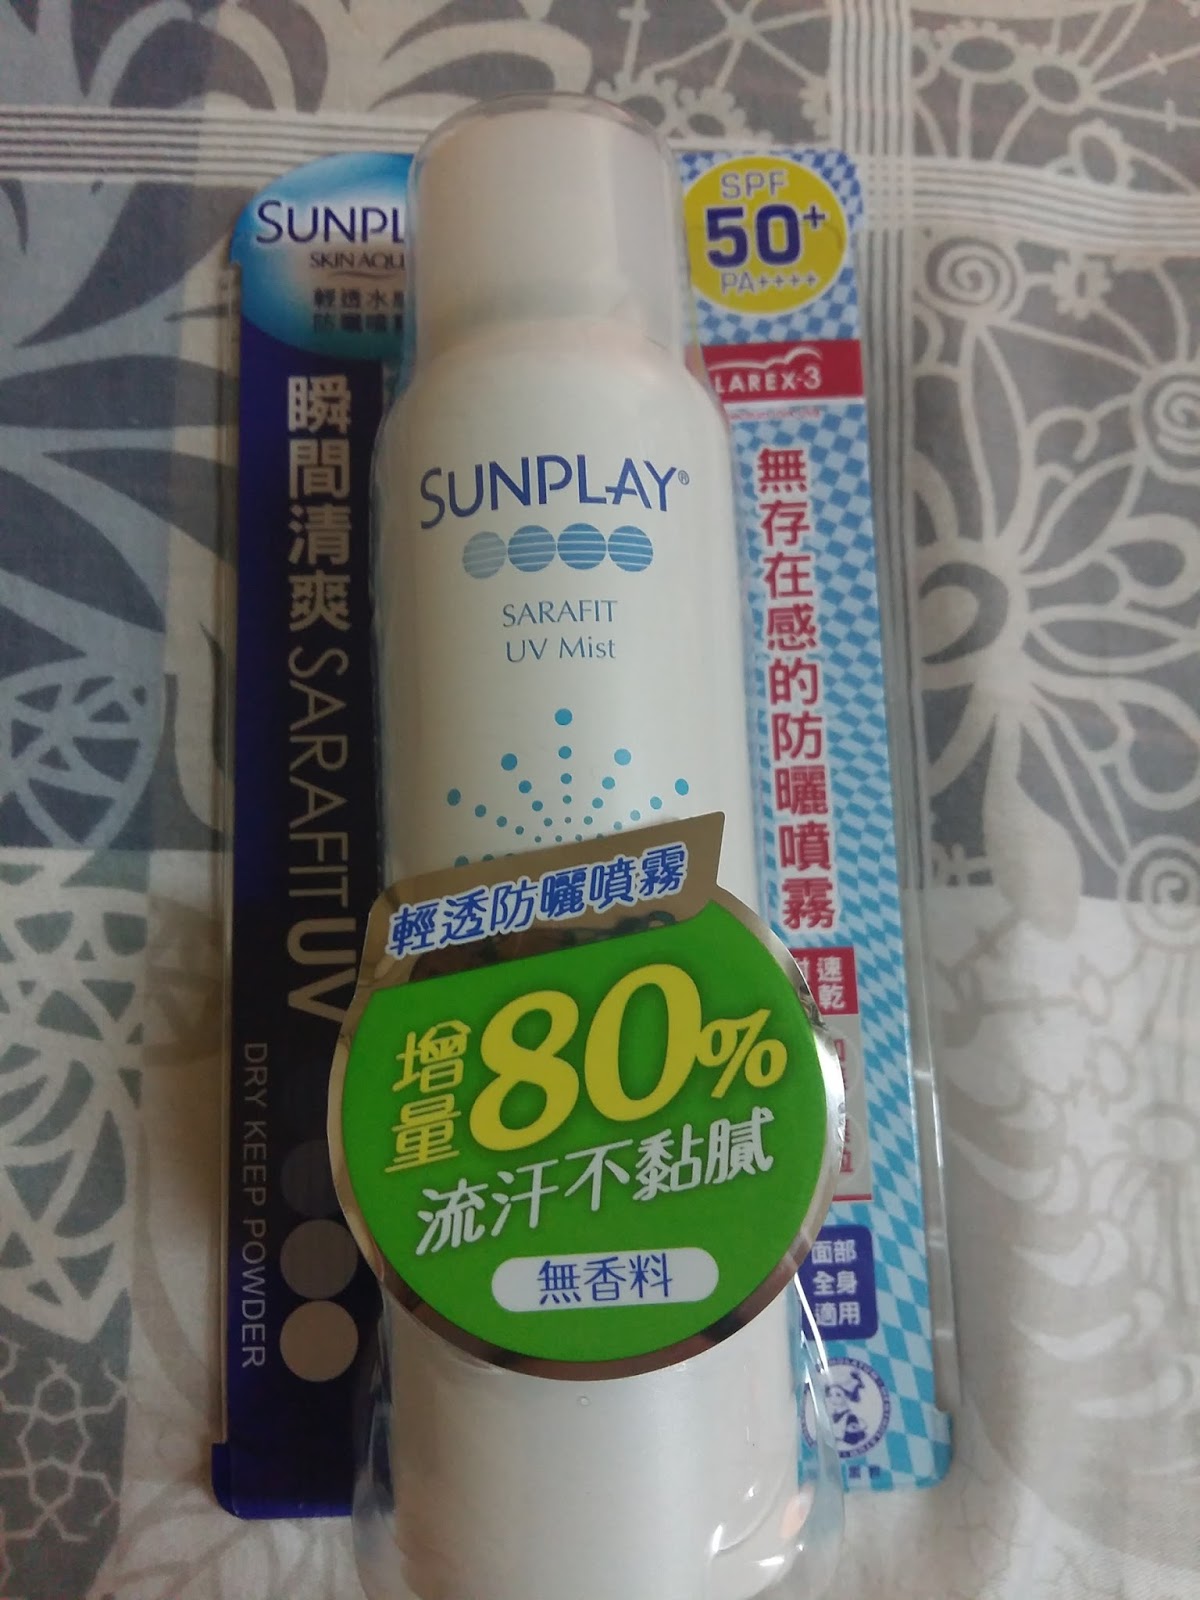 SUNPL
SKIN AQU
輕透水
防曬噴
瞬間清爽 SARAFIT UV
DRY KEEP POWDER
SPF
50+
PA++++
LAREX-3
無存在感的防曬噴霧
速乾
面部
全身
適用
SUNPLAY®
SARAFIT
UV Mist
輕透防曬噴霧
增量80%
流汗不黏膩
無香料